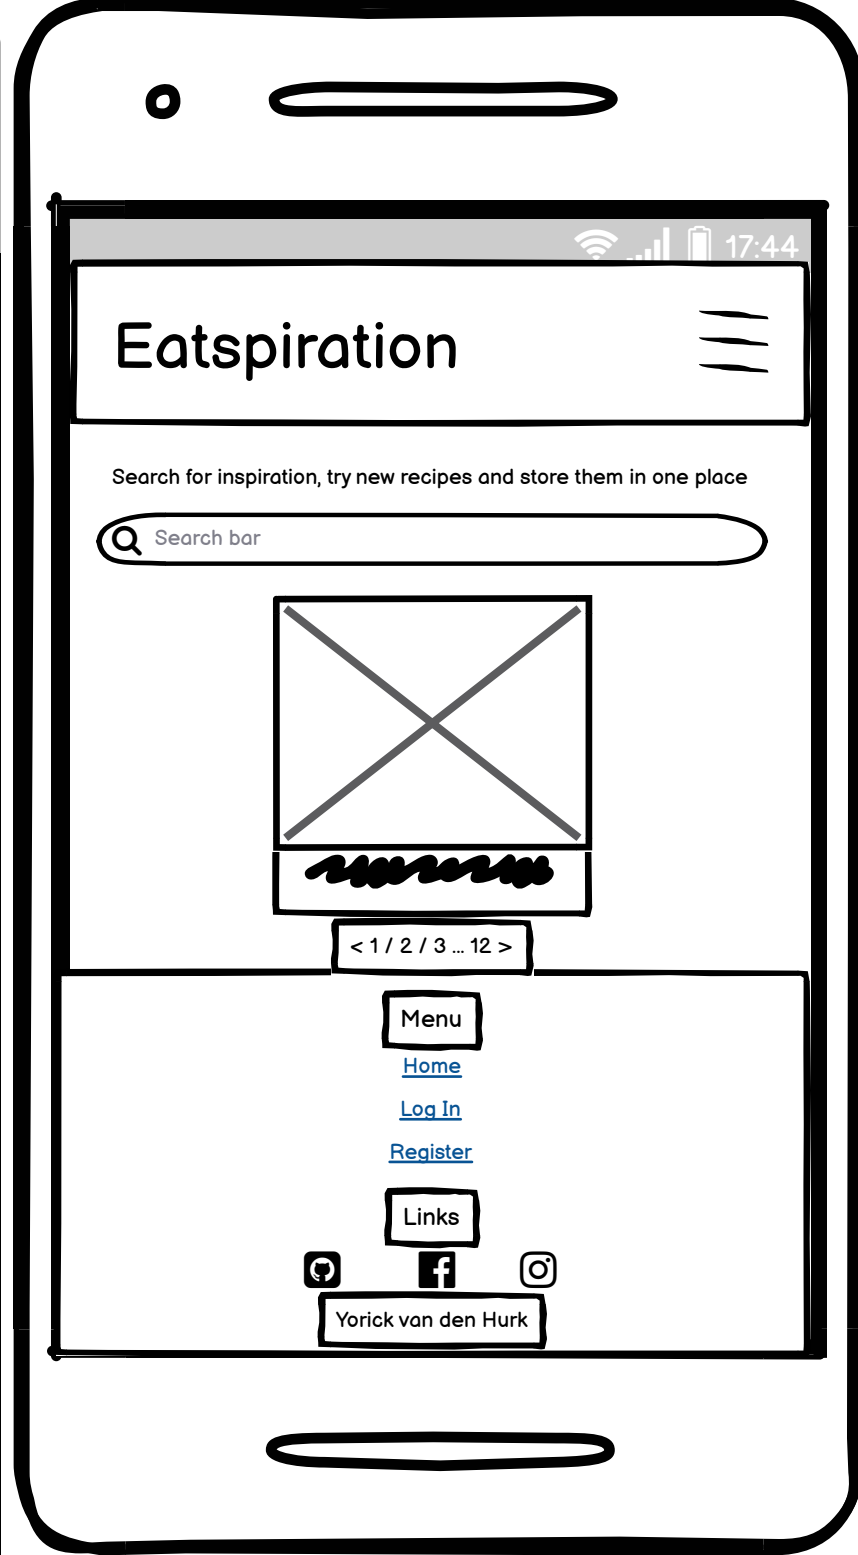 17:44
Eatspiration
Search for inspiration, try new recipes and store them in one place
Search bar
< 1 / 2 / 3 ... 12 >
Menu
Home
Log In
Register
Links
Yorick van den Hurk